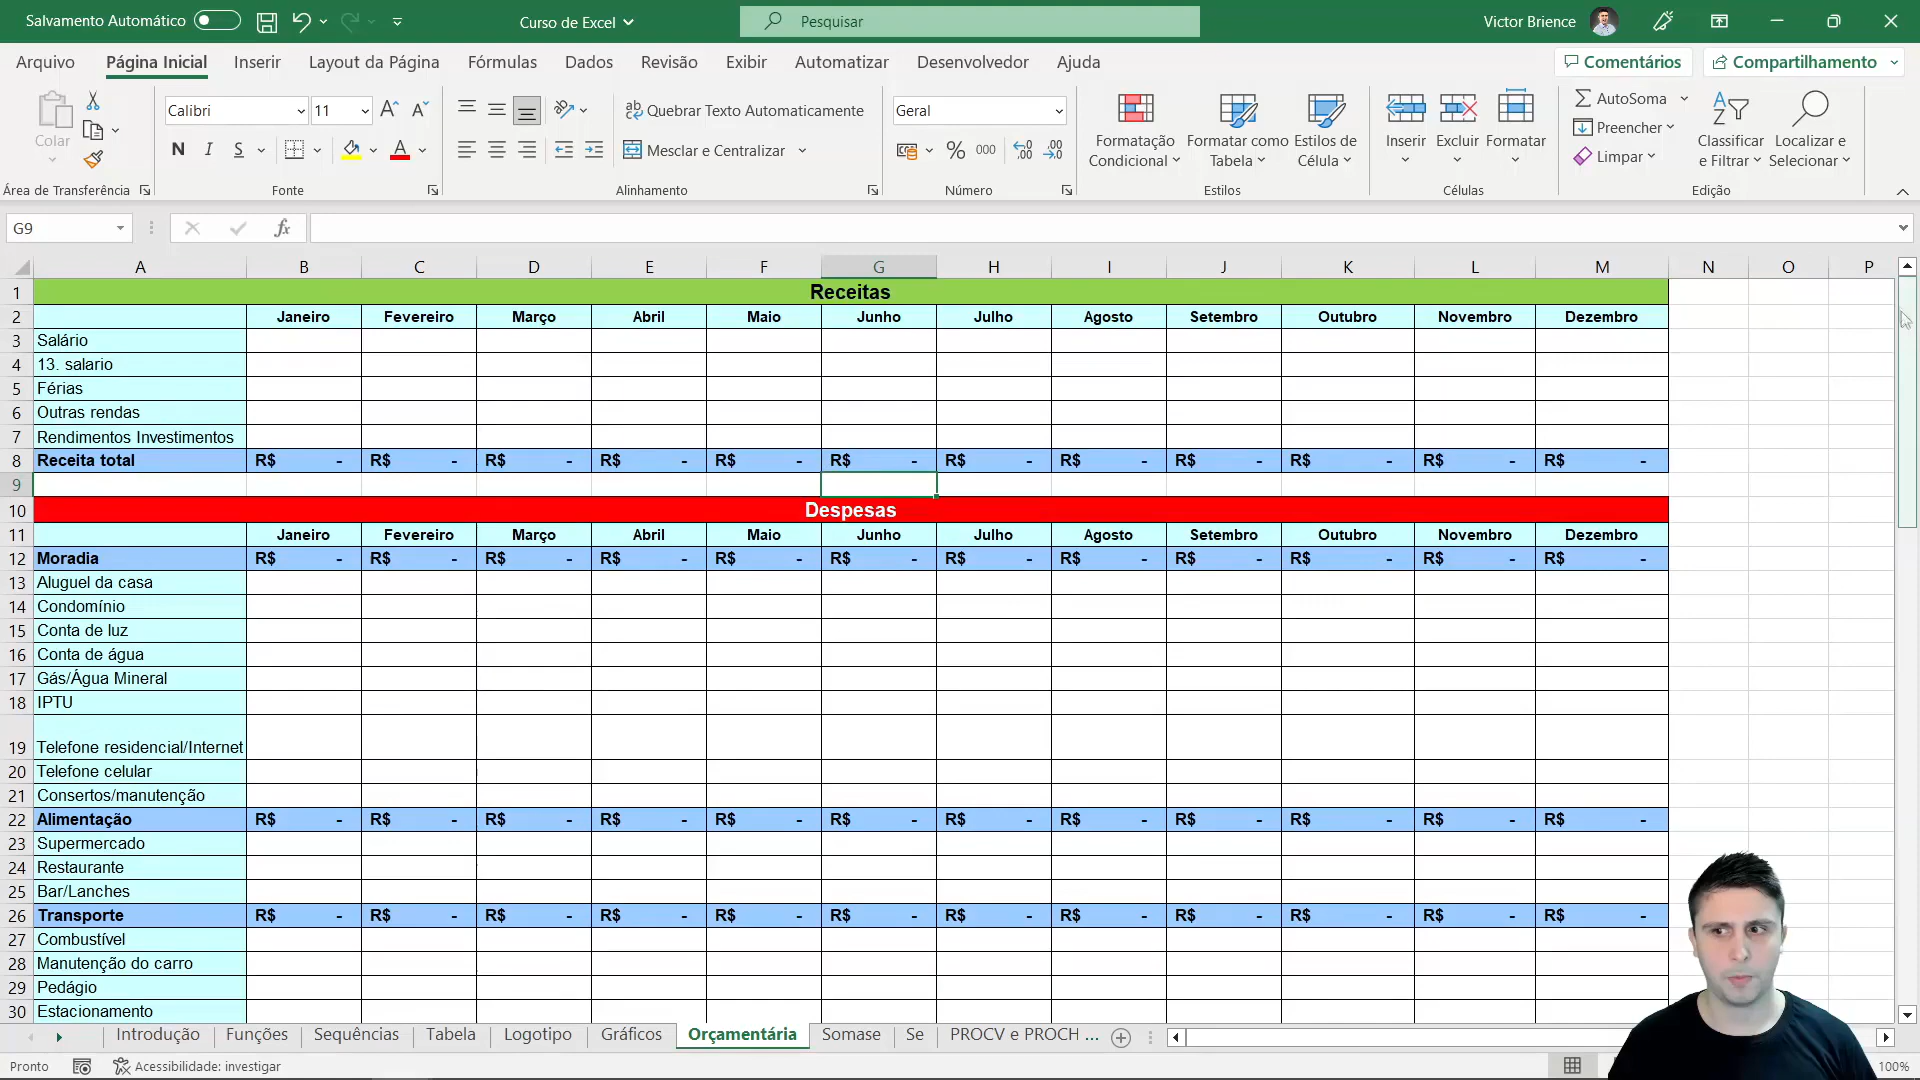 Salvamento Automático
Curso de Excel
Pesquisar
Victor Brience
Arquivo Página Inicial Inserir Layout da Página Fórmulas Dados Revisão Exibir Automatizar Desenvolvedor Ajuda Comentários Compartilhamento
Colar
Calibri 11
N I S
Quebrar Texto Automaticamente
Mesclar e Centralizar
Geral
% 000
Formatação Condicional
Formatar como Tabela
Estilos de Célula
Inserir Excluir Formatar
AutoSoma
Preencher
Limpar
Classificar e Filtrar
Localizar e Selecionar
Área de Transferência Fonte Alinhamento Número Estilos Células Edição
G9 fx
A B C D E F G H I J K L M N O P
1 Receitas
2 Janeiro Fevereiro Março Abril Maio Junho Julho Agosto Setembro Outubro Novembro Dezembro
3 Salário
4 13. salario
5 Férias
6 Outras rendas
7 Rendimentos Investimentos
8 Receita total R$ - R$ - R$ - R$ - R$ - R$ - R$ - R$ - R$ - R$ - R$ - R$ -
9
10 Despesas
11 Janeiro Fevereiro Março Abril Maio Junho Julho Agosto Setembro Outubro Novembro Dezembro
12 Moradia R$ - R$ - R$ - R$ - R$ - R$ - R$ - R$ - R$ - R$ - R$ - R$ -
13 Aluguel da casa
14 Condomínio
15 Conta de luz
16 Conta de água
17 Gás/Água Mineral
18 IPTU
19 Telefone residencial/Internet
20 Telefone celular
21 Consertos/manutenção
22 Alimentação R$ - R$ - R$ - R$ - R$ - R$ - R$ - R$ - R$ - R$ - R$ - R$ -
23 Supermercado
24 Restaurante
25 Bar/Lanches
26 Transporte R$ - R$ - R$ - R$ - R$ - R$ - R$ - R$ - R$ - R$ - R$ - R$ -
27 Combustível
28 Manutenção do carro
29 Pedágio
30 Estacionamento
Introdução Funções Sequências Tabela Logotipo Gráficos Orçamentária Somase Se PROCV e PROCH ...
Pronto Acessibilidade: investigar 100%